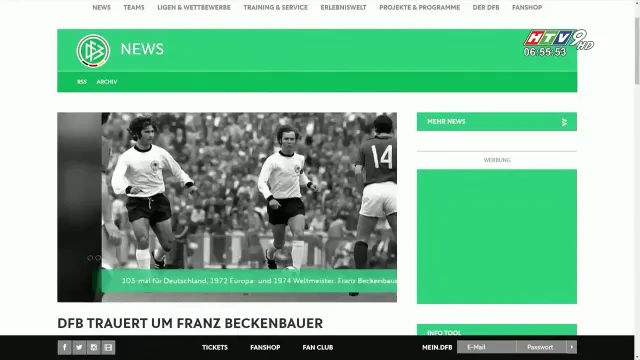 NEWS TEAMS LIGEN & WETTBEWERBE TRAINING & SERVICE ERLEBNISWELT PROJEKTE & PROGRAMME DER DFB FANSHOP
DFB NEWS
HTV9 HD
06:55:53
RSS ARCHIV
MEHR NEWS
WERBUNG
14
103-mal für Deutschland, 1972 Europa- und 1974 Weltmeister: Franz Beckenbaue
DFB TRAUERT UM FRANZ BECKENBAUER
INFO TOOL
TICKETS FANSHOP FAN CLUB MEIN.DFB E-Mail Passwort